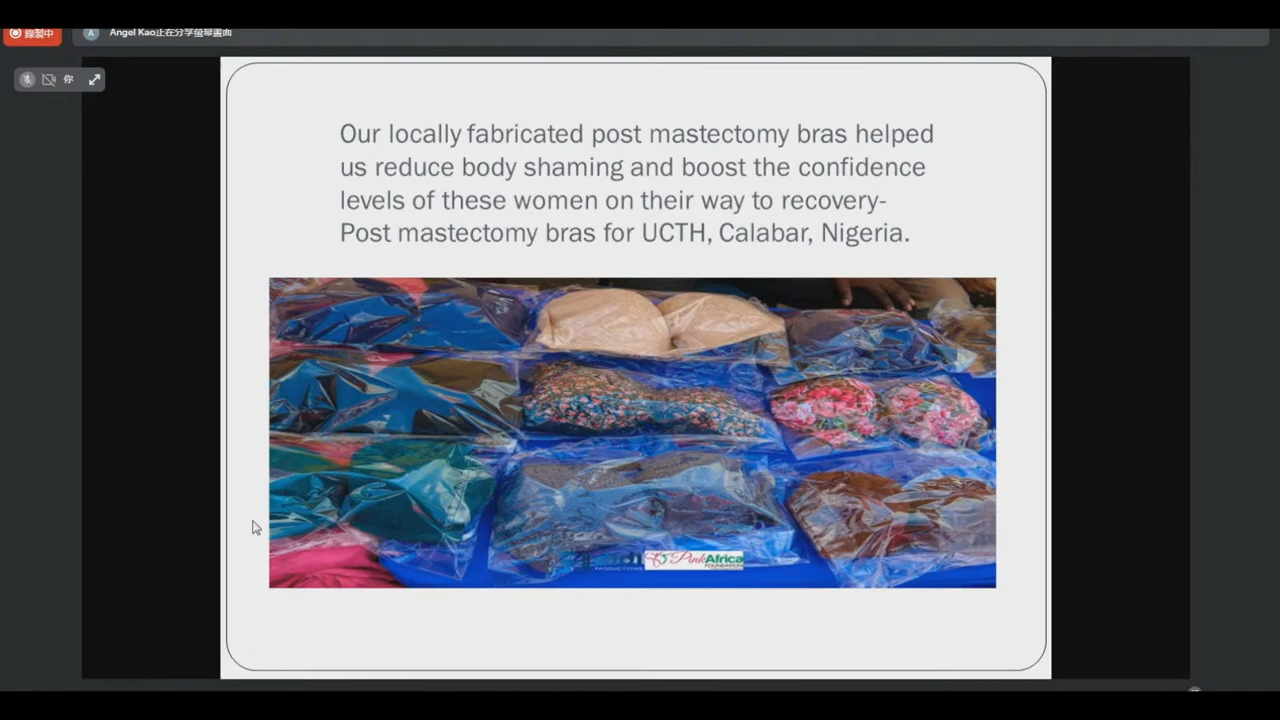 錄製中
A
Angel Kao正在分享螢幕畫面
你
Our locally fabricated post mastectomy bras helped
us reduce body shaming and boost the confidence
levels of these women on their way to recovery-
Post mastectomy bras for UCTH, Calabar, Nigeria.
PRODUCTIONS
PinkAfrica
FOUNDATION